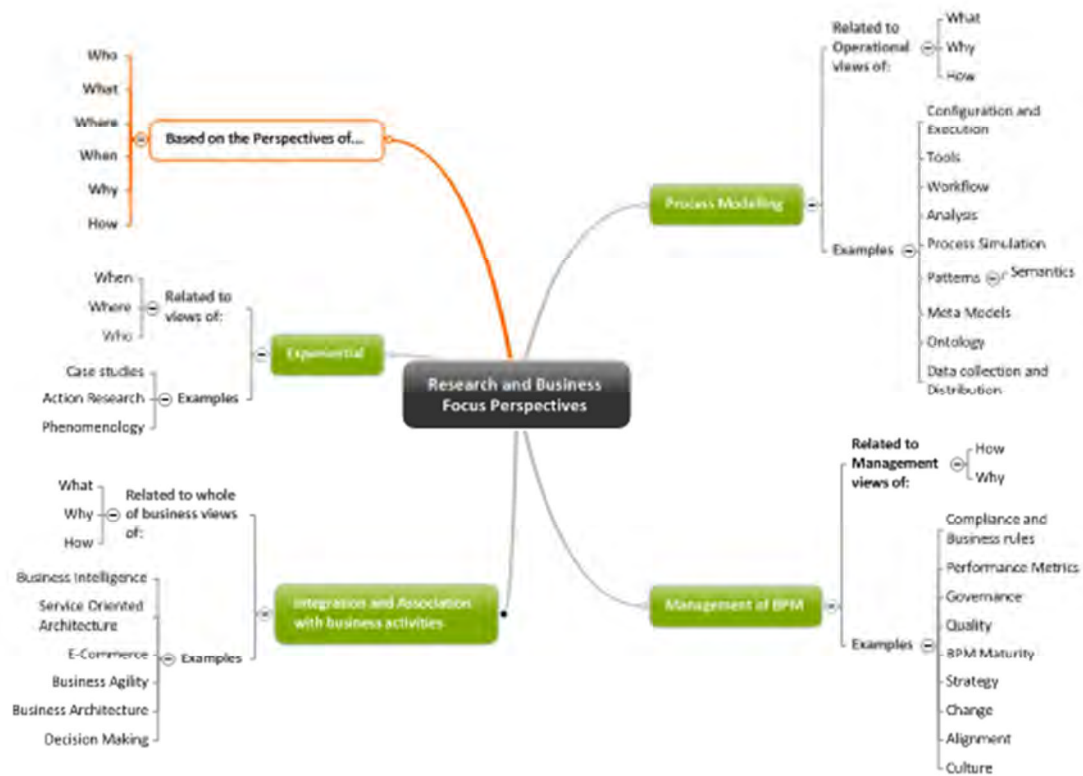 Research and Business
Focus Perspectives
Based on the Perspectives of...
Who
What
Where
When
Why
How
Process Modelling
Related to
Operational
views of:
What
Why
How
Examples
Configuration and
Execution
Tools
Workflow
Analysis
Process Simulation
Patterns
Semantics
Meta Models
Ontology
Data collection and
Distribution
Experiential
Related to
views of:
When
Where
Who
Examples
Case studies
Action Research
Phenomenology
Integration and Association
with business activities
Related to whole
of business views
of:
What
Why
How
Examples
Business Intelligence
Service Oriented
Architecture
E-Commerce
Business Agility
Business Architecture
Decision Making
Management of BPM
Related to
Management
views of:
How
Why
Examples
Compliance and
Business rules
Performance Metrics
Governance
Quality
BPM Maturity
Strategy
Change
Alignment
Culture